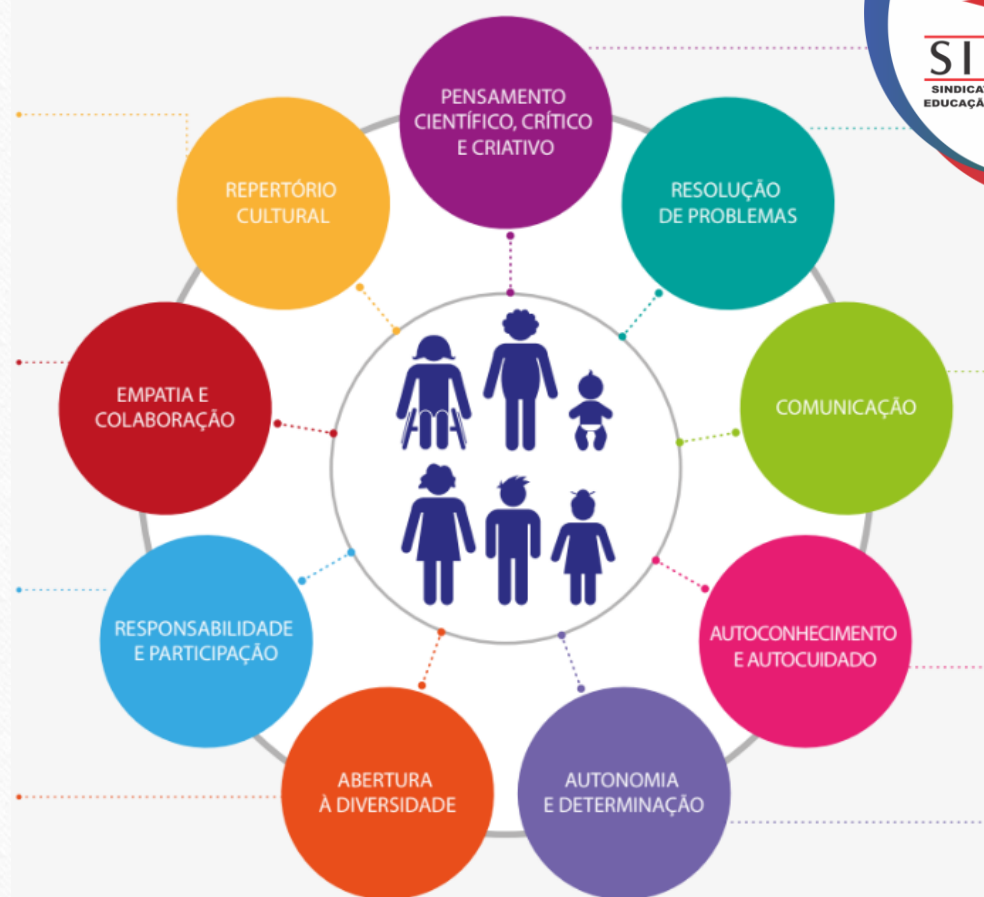 PENSAMENTO
CIENTÍFICO, CRÍTICO
E CRIATIVO
RESOLUÇÃO
DE PROBLEMAS
COMUNICAÇÃO
AUTOCONHECIMENTO
E AUTOCUIDADO
AUTONOMIA
E DETERMINAÇÃO
ABERTURA
À DIVERSIDADE
RESPONSABILIDADE
E PARTICIPAÇÃO
EMPATIA E
COLABORAÇÃO
REPERTÓRIO
CULTURAL